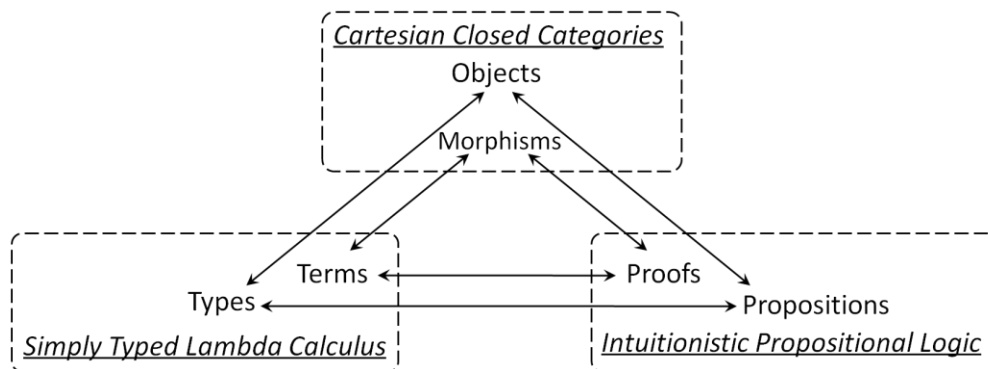 Cartesian Closed Categories
Objects
Morphisms
Terms
Proofs
Types
Propositions
Simply Typed Lambda Calculus
Intuitionistic Propositional Logic